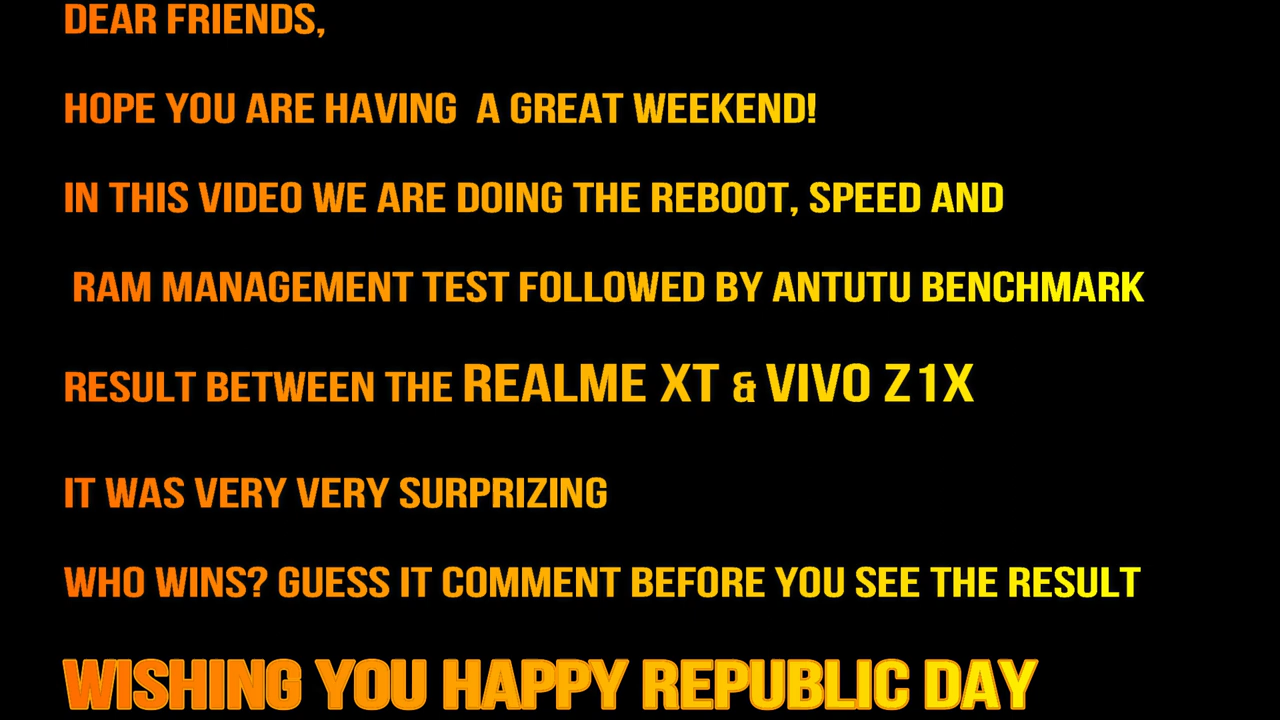 DEAR FRIENDS,
HOPE YOU ARE HAVING  A GREAT WEEKEND!
IN THIS VIDEO WE ARE DOING THE REBOOT, SPEED AND
RAM MANAGEMENT TEST FOLLOWED BY ANTUTU BENCHMARK
RESULT BETWEEN THE REALME XT & VIVO Z1X
IT WAS VERY VERY SURPRIZING
WHO WINS? GUESS IT COMMENT BEFORE YOU SEE THE RESULT
WISHING YOU HAPPY REPUBLIC DAY